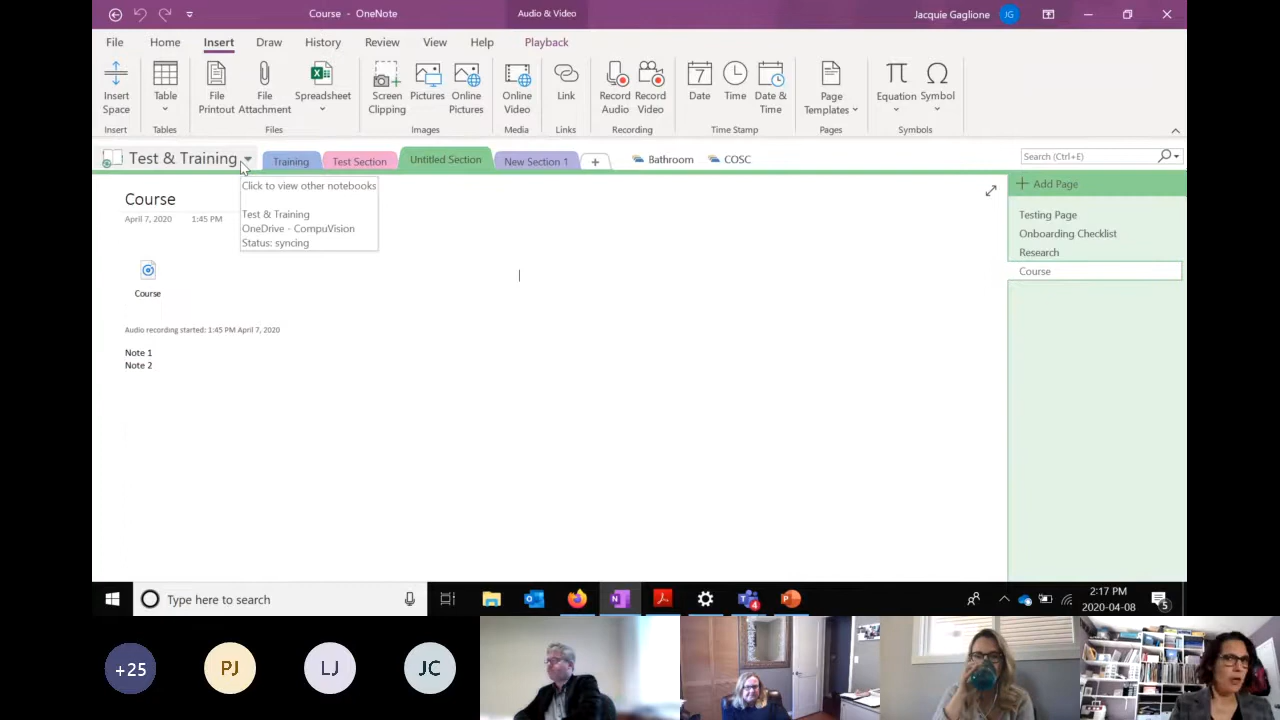 Course - OneNote
Audio & Video
Jacquie Gaglione
JG
File
Home
Insert
Draw
History
Review
View
Help
Playback
Insert Space
Table
File Printout
File Attachment
Spreadsheet
Screen Clipping
Pictures
Online Pictures
Online Video
Link
Record Audio
Record Video
7
Date
Time
Date & Time
Page Templates
Equation
Symbol
Insert
Tables
Files
Images
Media
Links
Recording
Time Stamp
Pages
Symbols
Test & Training
Training
Test Section
Untitled Section
New Section 1
Bathroom
COSC
Search (Ctrl+E)
Click to view other notebooks
Test & Training
OneDrive - CompuVision
Status: syncing
Course
April 7, 2020
1:45 PM
Course
Audio recording started: 1:45 PM April 7, 2020
Note 1
Note 2
Add Page
Testing Page
Onboarding Checklist
Research
Course
Type here to search
4
2:17 PM
2020-04-08
5
+25
PJ
LJ
JC